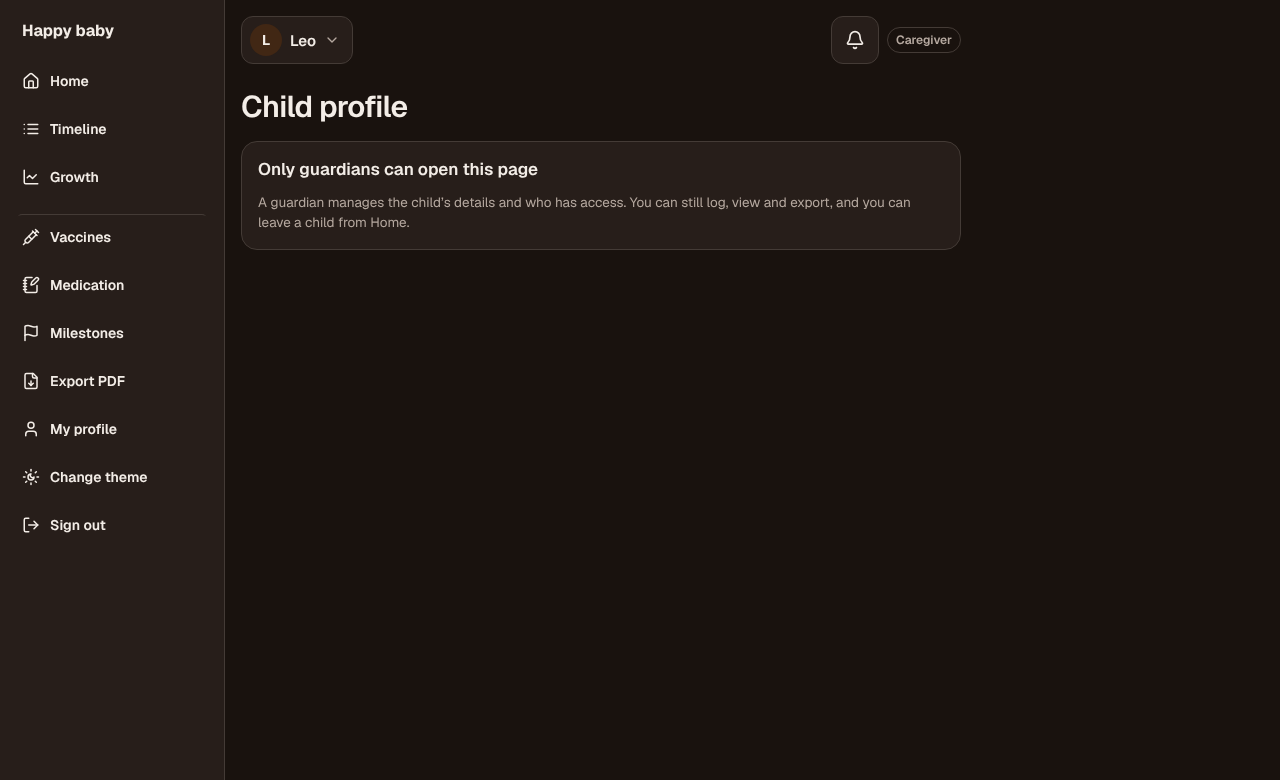 Happy baby
Home
Timeline
Growth
Vaccines
Medication
Milestones
Export PDF
My profile
Change theme
Sign out
L Leo
Caregiver
Child profile
Only guardians can open this page
A guardian manages the child's details and who has access. You can still log, view and export, and you can
leave a child from Home.